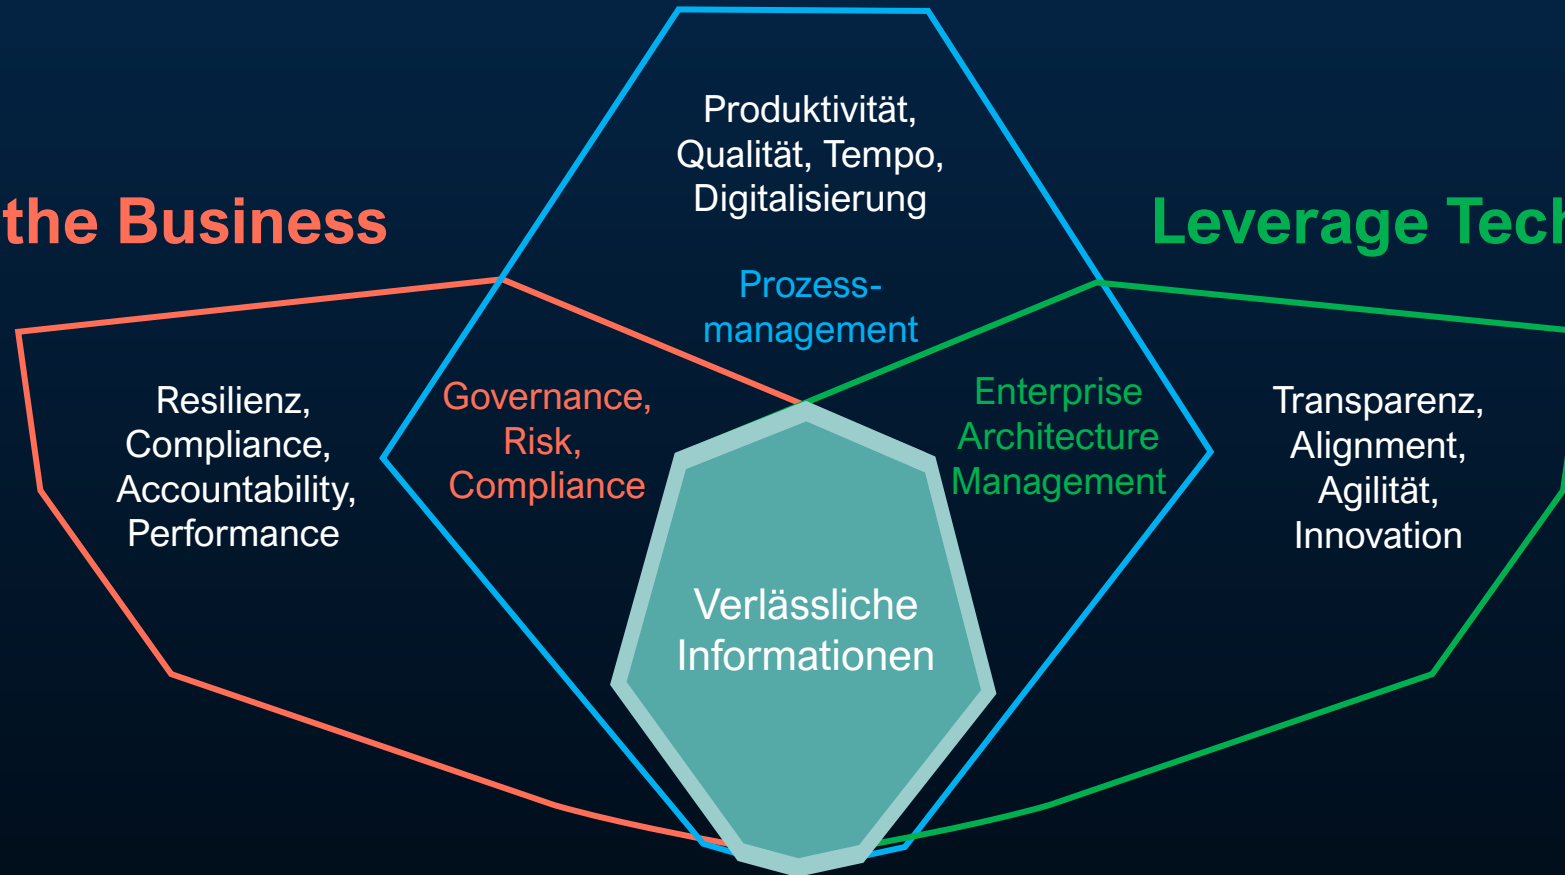 Produktivität,
Qualität, Tempo,
Digitalisierung
the Business
Leverage Tech
Prozess-
management
Resilienz,
Compliance,
Accountability,
Performance
Governance,
Risk,
Compliance
Enterprise
Architecture
Management
Transparenz,
Alignment,
Agilität,
Innovation
Verlässliche
Informationen